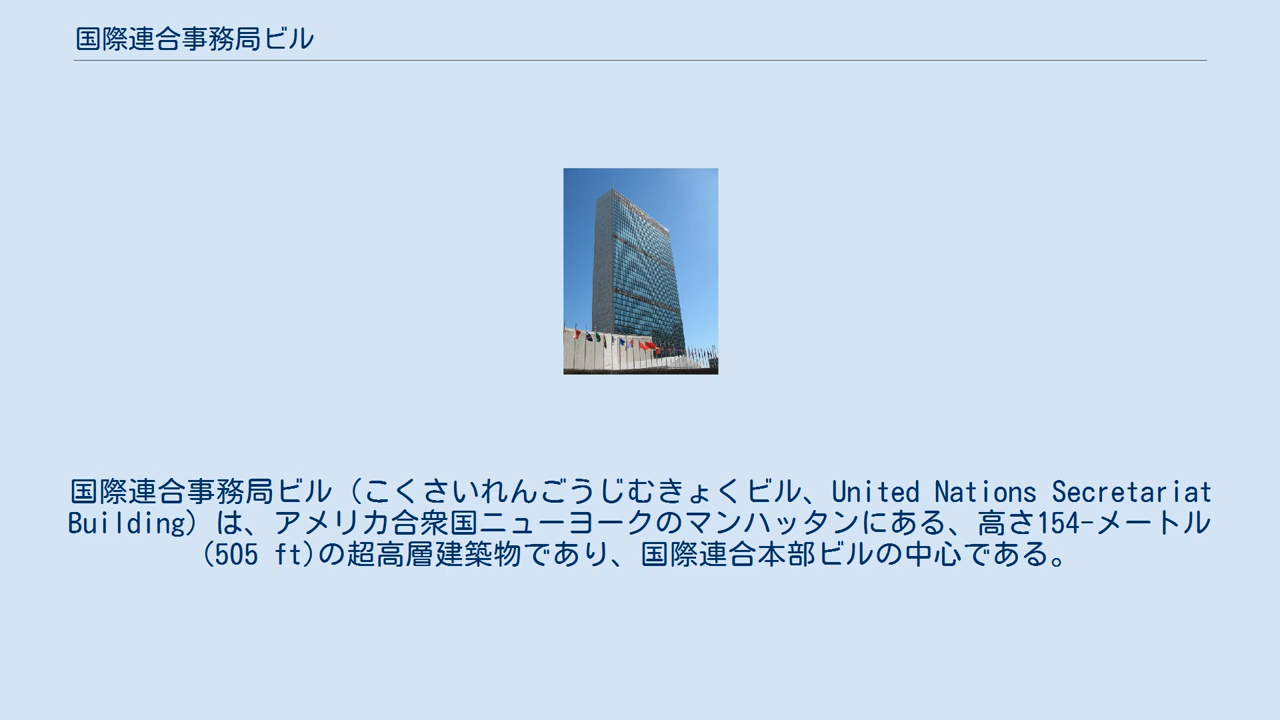 国際連合事務局ビル
国際連合事務局ビル（こくさいれんごうじむきょくビル、United Nations Secretariat
Building）は、アメリカ合衆国ニューヨークのマンハッタンにある、高さ154-メートル
(505 ft)の超高層建築物であり、国際連合本部ビルの中心である。